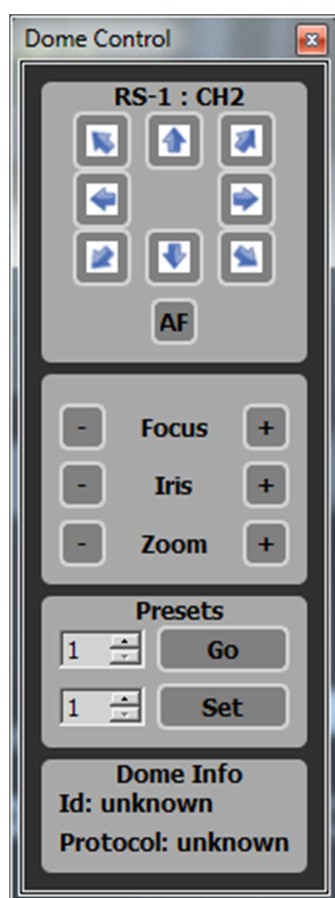 Dome Control
RS-1 : CH2
AF
- Focus +
- Iris +
- Zoom +
Presets
1 Go
1 Set
Dome Info
Id: unknown
Protocol: unknown